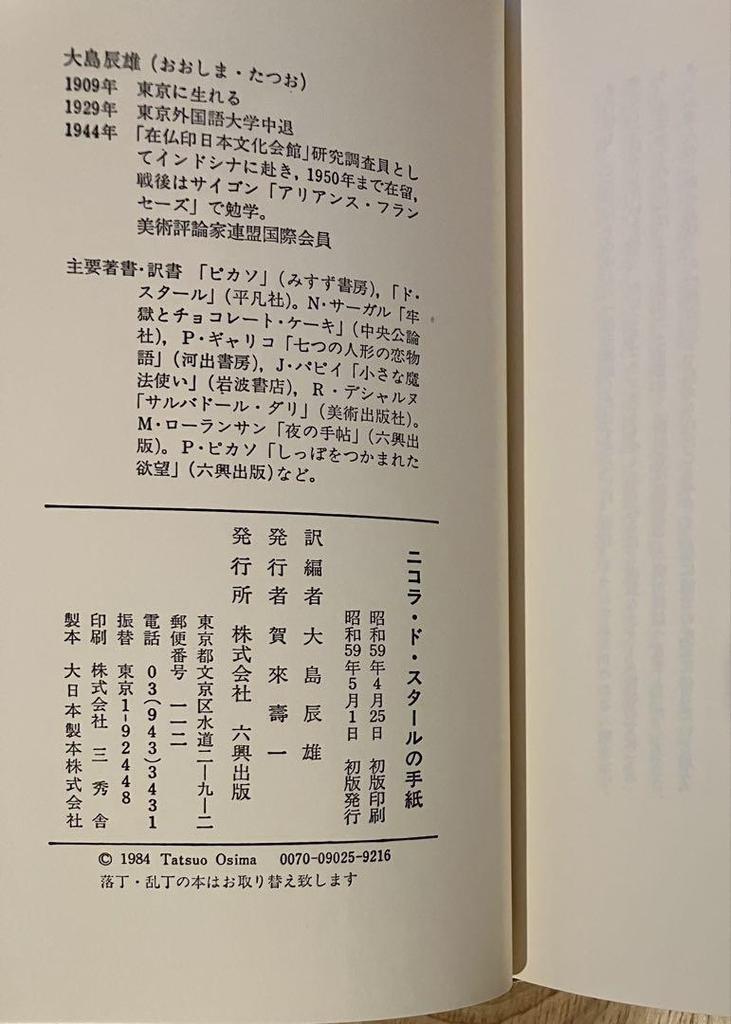 大島辰雄（おおしま・たつお）
1909年　東京に生れる
1929年　東京外国語大学中退
1944年　「在仏印日本文化会館」研究調査員とし
てインドシナに赴き，1950年まで在留，
戦後はサイゴン「アリアンス・フラン
セーズ」で勉学。
美術評論家連盟国際会員
主要著書・訳書　「ピカソ」（みすず書房），「ド・
スタール」（平凡社）。N・サーガル「牢
獄とチョコレート・ケーキ」（中央公論
社），P・ギャリコ「七つの人形の恋物
語」（河出書房），J・パピイ「小さな魔
法使い」（岩波書店），R・デシャルヌ
「サルバドール・ダリ」（美術出版社）。
M・ローランサン「夜の手帖」（六興出
版）。P・ピカソ「しっぽをつかまれた
欲望」（六興出版）など。
ニコラ・ド・スタールの手紙
昭和59年4月25日　初版印刷
昭和59年5月1日　初版発行
訳編者　大島辰雄
発行者　賀來壽一
発行所　株式会社　六興出版
東京都文京区水道二―九―二
郵便番号　一一二
電話　03(943)3431
振替　東京1-92448
印刷　株式会社　三秀舎
製本　大日本製本株式会社
© 1984 Tatsuo Osima　0070-09025-9216
落丁・乱丁の本はお取り替え致します